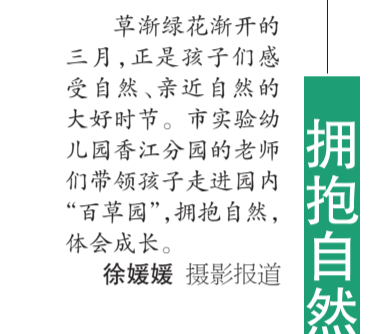 草渐绿花渐开的
三月，正是孩子们感
受自然、亲近自然的
大好时节。市实验幼
儿园香江分园的老师
们带领孩子走进园内
“百草园”，拥抱自然，
体会成长。
徐媛媛 摄影报道
拥抱自然